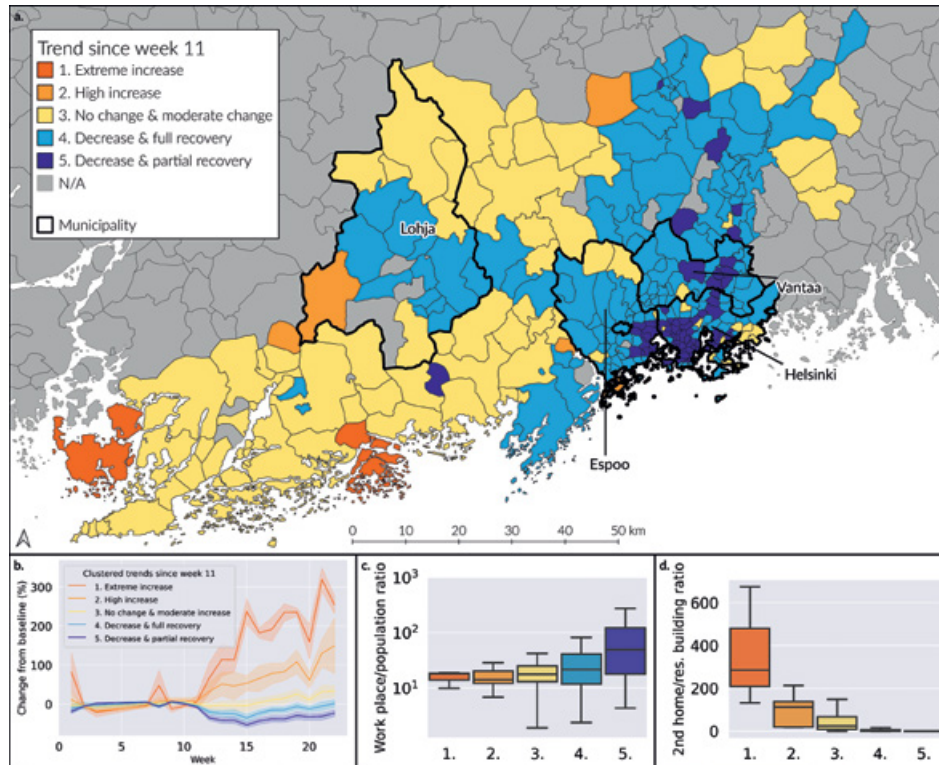 a.
Trend since week 11
1. Extreme increase
2. High increase
3. No change & moderate change
4. Decrease & full recovery
5. Decrease & partial recovery
N/A
Municipality
Lohja
Vantaa
Helsinki
Espoo
0 10 20 30 40 50 km
b.
Clustered trends since week 11
1. Extreme increase
2. High increase
3. No change & moderate increase
4. Decrease & full recovery
5. Decrease & partial recovery
Change from baseline (%)
300
200
100
0
0 5 10 15 20
Week
c.
Work place/population ratio
10³
10²
10¹
1. 2. 3. 4. 5.
d.
2nd home/res. building ratio
600
400
200
0
1. 2. 3. 4. 5.